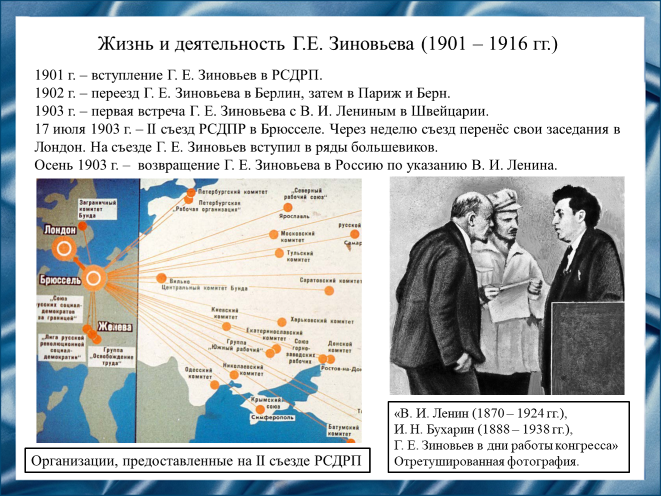 Жизнь и деятельность Г.Е. Зиновьева (1901 – 1916 гг.)
1901 г. – вступление Г. Е. Зиновьев в РСДРП.
1902 – переезд Г. Е. Зиновьева в Берлин, затем в Париж и Берн.
1903 – первая встреча Г. Е. Зиновьева с В. И. Лениным в Швейцарии.
17 июля 1903 г. – II съезд РСДПР в Брюсселе. Через неделю съезд перенёс свои заседания в
Лондон. На съезде Г. Е. Зиновьев вступил в ряды большевиков.
Осень 1903 г. – возвращение Г. Е. Зиновьева в Россию по указанию В. И. Ленина.
Заграничный
комитет
Бунда
Лондон
Брюссель
„Союз
русских социал-
демократов
за границей"
Женева
„Лига русской
революционной
социал-
демократии"
Группа
„Освобождение
труда"
Петербургский комитет
Петербургская
„Рабочая организация"
„Северный
рабочий союз"
Ярославль
русской
Самара
Московский
комитет
Тульский
комитет
Вильно
Центральный комитет Бунда
Саратовский комитет
Киевский
комитет
Харьковский комитет
Екатеринославский
комитет
Группа
„Южный рабочий"
Союз
горно-
заводских
рабочих
Донской
комитет
Ростов-на-До
Одесский
комитет
Николаевский
комитет
Крымский
союз
Симферополь
Батумский
комитет
Организации, предоставленные на II съезде РСДРП
«В. И. Ленин (1870 – 1924 гг.),
И. Н. Бухарин (1888 – 1938 гг.),
Г. Е. Зиновьев в дни работы конгресса»
Отретушированная фотография.